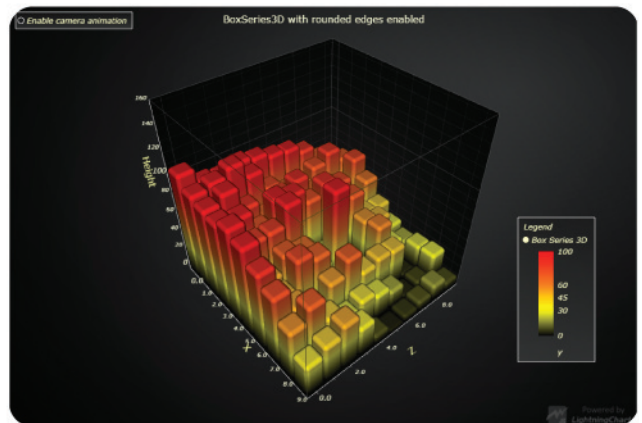 Enable camera animation
BoxSeries3D with rounded edges enabled
160
140
120
100
80
60
40
20
0
Height
0.0
1.0
2.0
3.0
4.0
5.0
6.0
7.0
8.0
9.0
X
0.0
2.0
4.0
6.0
8.0
Z
Legend
Box Series 3D
100
60
45
30
0
y
Powered by
LightningChart